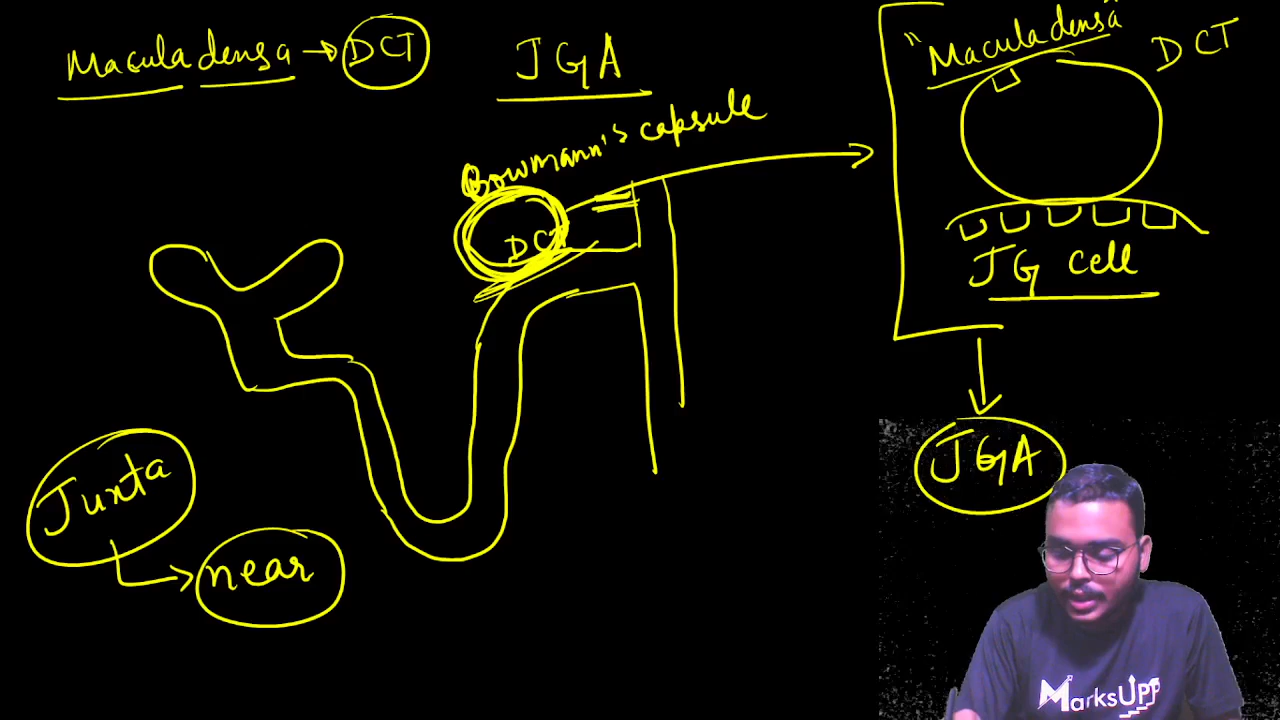 Macula densa → DCT
JGA
Bowmann's capsule
DCT
Juxta
near
"Macula densa"
DCT
JG cell
JGA
MarksUpp